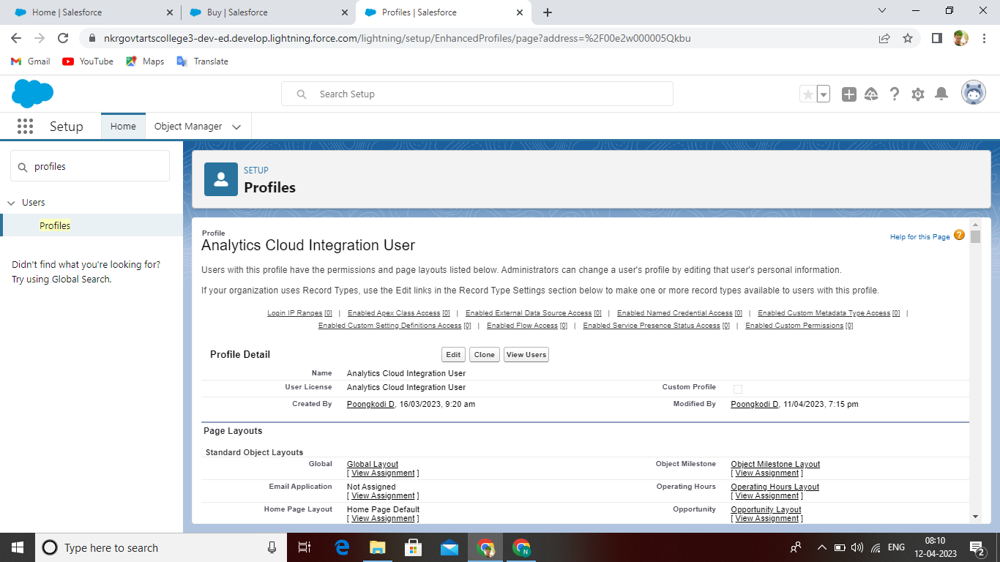 Home | Salesforce
Buy | Salesforce
Profiles | Salesforce
nkrgovtartscollege3-dev-ed.develop.lightning.force.com/lightning/setup/EnhancedProfiles/page?address=%2F00e2w000005Qkbu
Gmail YouTube Maps Translate
Search Setup
Setup Home Object Manager
profiles
Users
Profiles
Didn't find what you're looking for?
Try using Global Search.
SETUP
Profiles
Profile
Analytics Cloud Integration User
Help for this Page ?
Users with this profile have the permissions and page layouts listed below. Administrators can change a user's profile by editing that user's personal information.
If your organization uses Record Types, use the Edit links in the Record Type Settings section below to make one or more record types available to users with this profile.
Login IP Ranges [0] | Enabled Apex Class Access [0] | Enabled External Data Source Access [0] | Enabled Named Credential Access [0] | Enabled Custom Metadata Type Access [0] |
Enabled Custom Setting Definitions Access [0] | Enabled Flow Access [0] | Enabled Service Presence Status Access [0] | Enabled Custom Permissions [0]
Profile Detail Edit Clone View Users
Name Analytics Cloud Integration User
User License Analytics Cloud Integration User Custom Profile
Created By Poongkodi D, 16/03/2023, 9:20 am Modified By Poongkodi D, 11/04/2023, 7:15 pm
Page Layouts
Standard Object Layouts
Global Global Layout Object Milestone Object Milestone Layout
[ View Assignment ] [ View Assignment ]
Email Application Not Assigned Operating Hours Operating Hours Layout
[ View Assignment ] [ View Assignment ]
Home Page Layout Home Page Default Opportunity Opportunity Layout
[ View Assignment ] [ View Assignment ]
Type here to search
N
ENG
08:10
12-04-2023
2